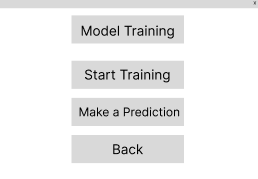 x
Model Training
Start Training
Make a Prediction
Back